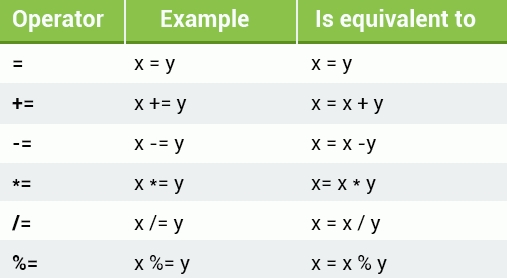 Operator Example Is equivalent to
= x = y x = y
+= x += y x = x + y
-= x -= y x = x -y
*= x *= y x= x * y
/= x /= y x = x / y
%= x %= y x = x % y